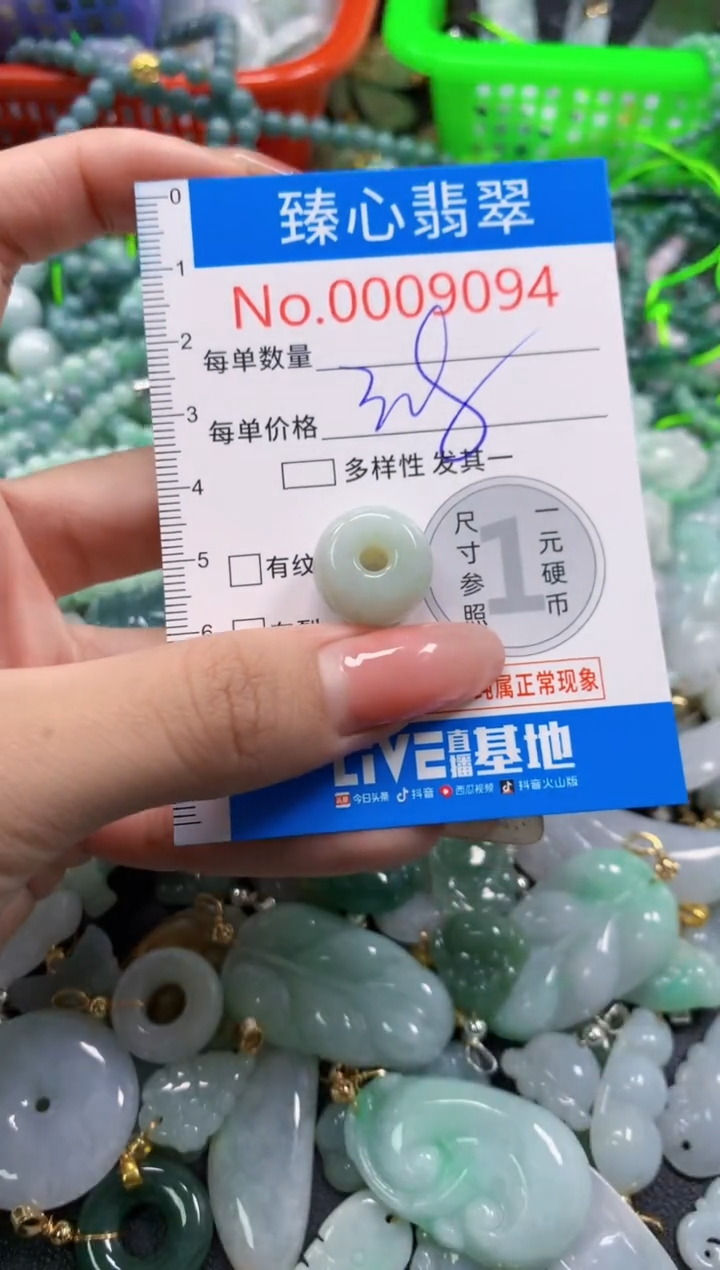 臻心翡翠
No.0009094
0
1
2
每单数量
3
每单价格
4
多样性 发其一
5
有纹
尺寸参照
1
一元硬币
6
有裂
纯属正常现象
LIVE直播基地
今日头条 抖音 西瓜视频 抖音火山版